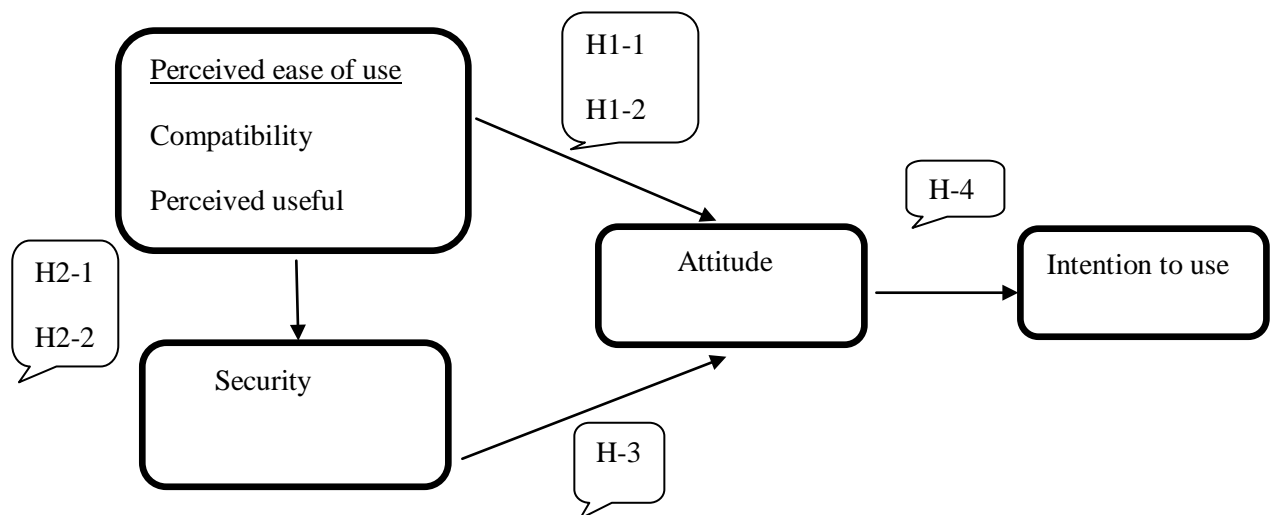 Perceived ease of use
Compatibility
Perceived useful
H1-1
H1-2
H-4
Attitude
Intention to use
H2-1
H2-2
Security
H-3